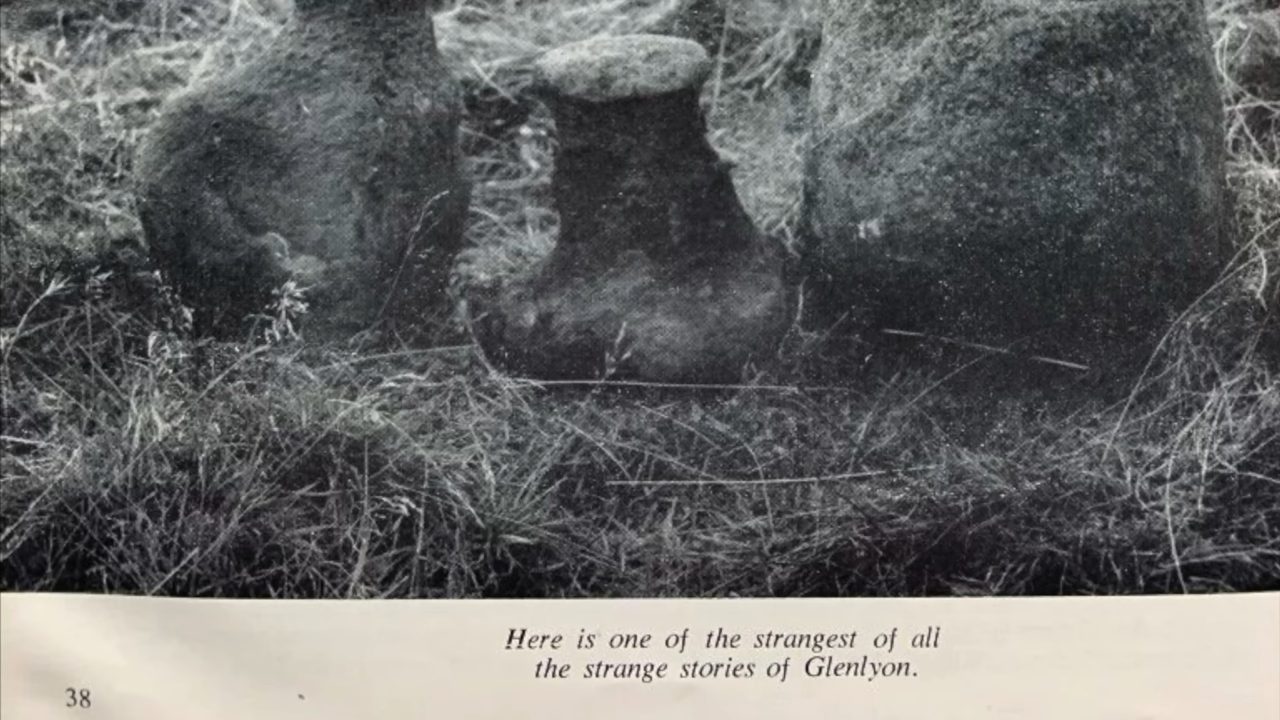 Here is one of the strangest of all
the strange stories of Glenlyon.
38